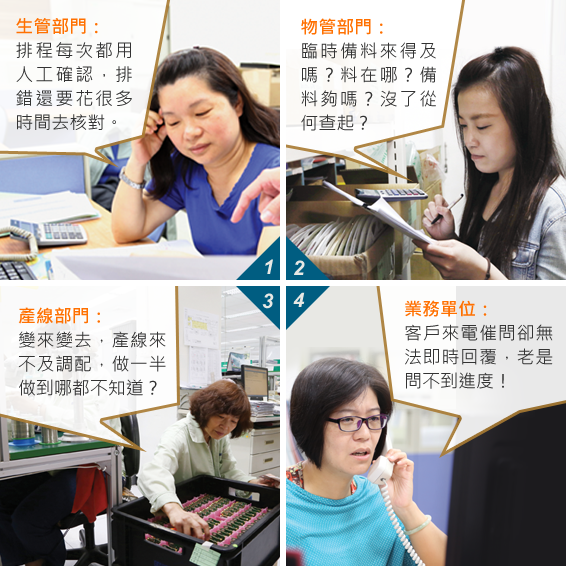 生管部門：
排程每次都用
人工確認，排
錯還要花很多
時間去核對。
物管部門：
臨時備料來得及
嗎？料在哪？備
料夠嗎？沒了從
何查起？
1
2
3
4
產線部門：
變來變去，產線來
不及調配，做一半
做到哪都不知道？
業務單位：
客戶來電催問卻無
法即時回覆，老是
問不到進度！